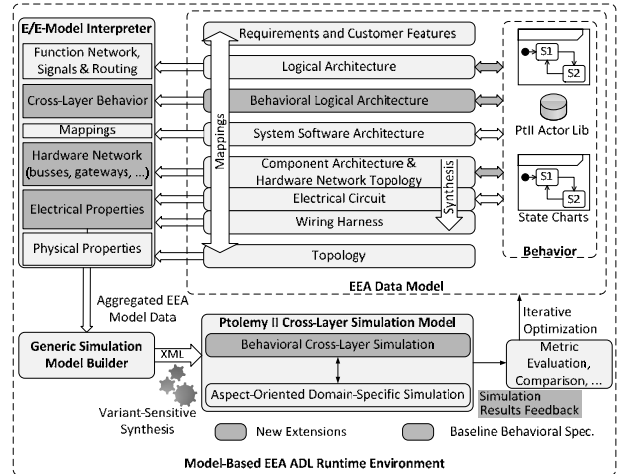 E/E-Model Interpreter
Function Network,
Signals & Routing
Cross-Layer Behavior
Mappings
Hardware Network
(busses, gateways, ...)
Electrical Properties
Physical Properties
Requirements and Customer Features
Logical Architecture
Behavioral Logical Architecture
System Software Architecture
Component Architecture &
Hardware Network Topology
Electrical Circuit
Wiring Harness
Topology
Mappings
Synthesis
EEA Data Model
S1
S2
PtII Actor Lib
S1
S2
State Charts
Behavior
Aggregated EEA
Model Data
Generic Simulation
Model Builder
XML
Variant-Sensitive
Synthesis
Ptolemy II Cross-Layer Simulation Model
Behavioral Cross-Layer Simulation
Aspect-Oriented Domain-Specific Simulation
Iterative
Optimization
Metric
Evaluation,
Comparison, ...
Simulation
Results Feedback
New Extensions
Baseline Behavioral Spec.
Model-Based EEA ADL Runtime Environment